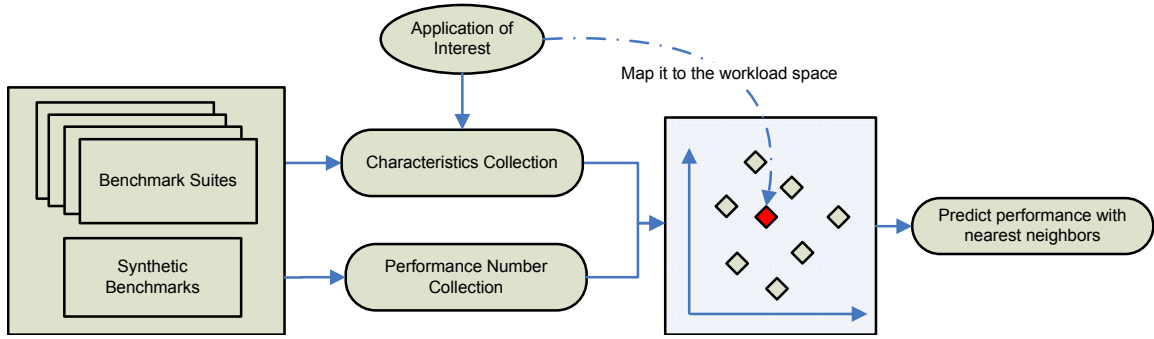 Application of
Interest
Map it to the workload space
Benchmark Suites
Characteristics Collection
Synthetic
Benchmarks
Performance Number
Collection
Predict performance with
nearest neighbors